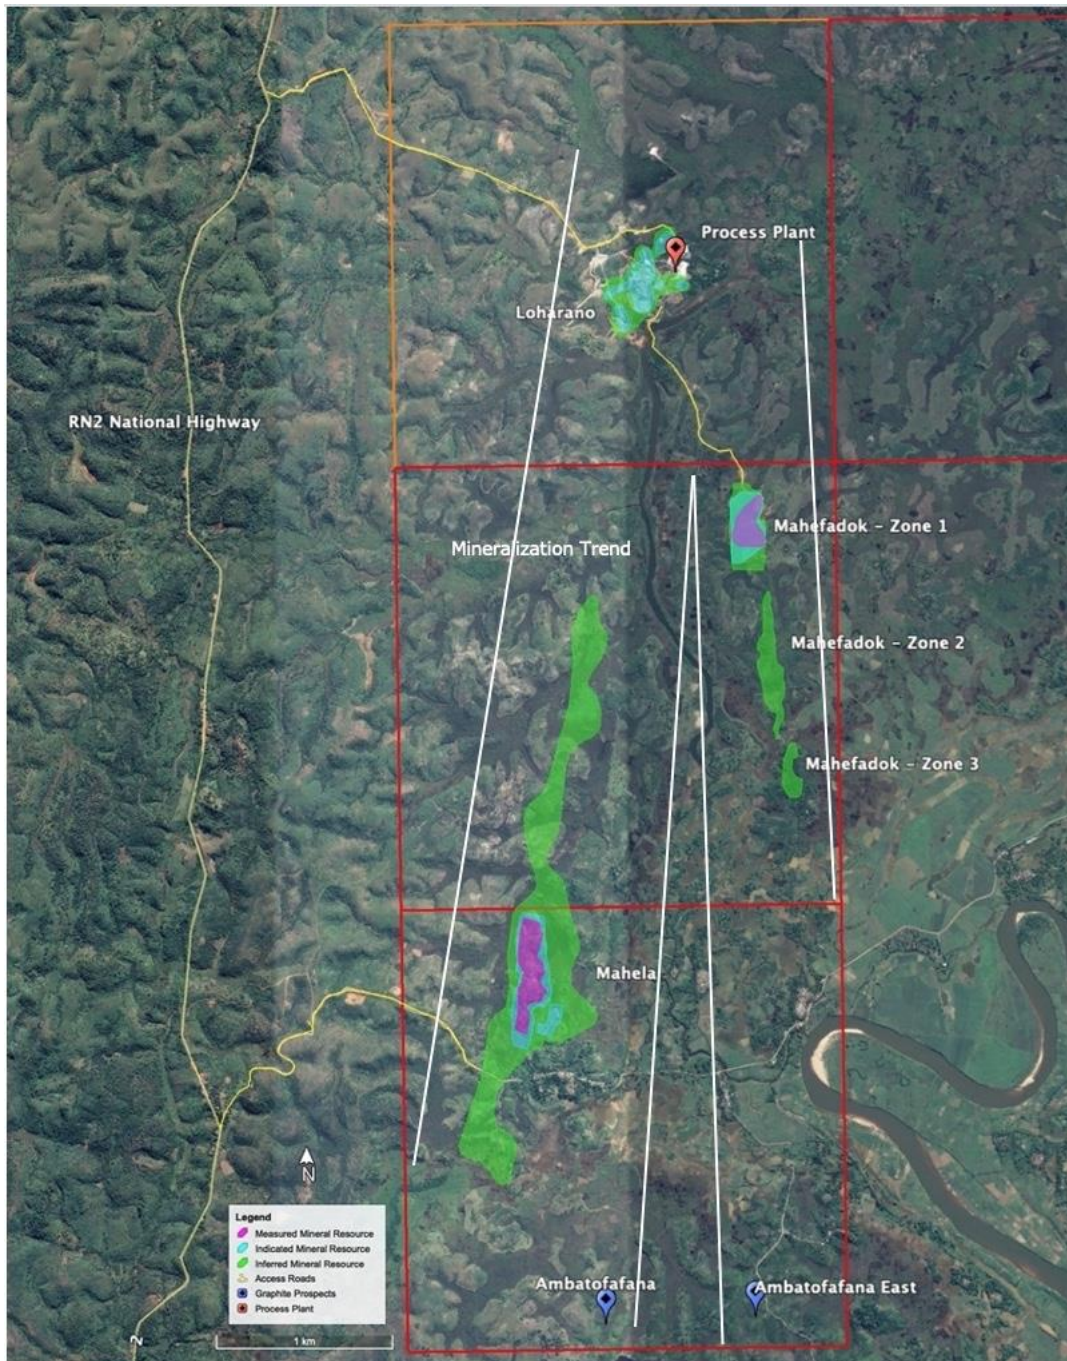 Process Plant
Loharano
RN2 National Highway
Mahefadok - Zone 1
Mineralization Trend
Mahefadok - Zone 2
Mahefadok - Zone 3
Mahela
N
Legend
Measured Mineral Resource
Indicated Mineral Resource
Inferred Mineral Resource
Access Roads
Graphite Prospects
Process Plant
Ambatofafana
Ambatofafana East
2
1 km